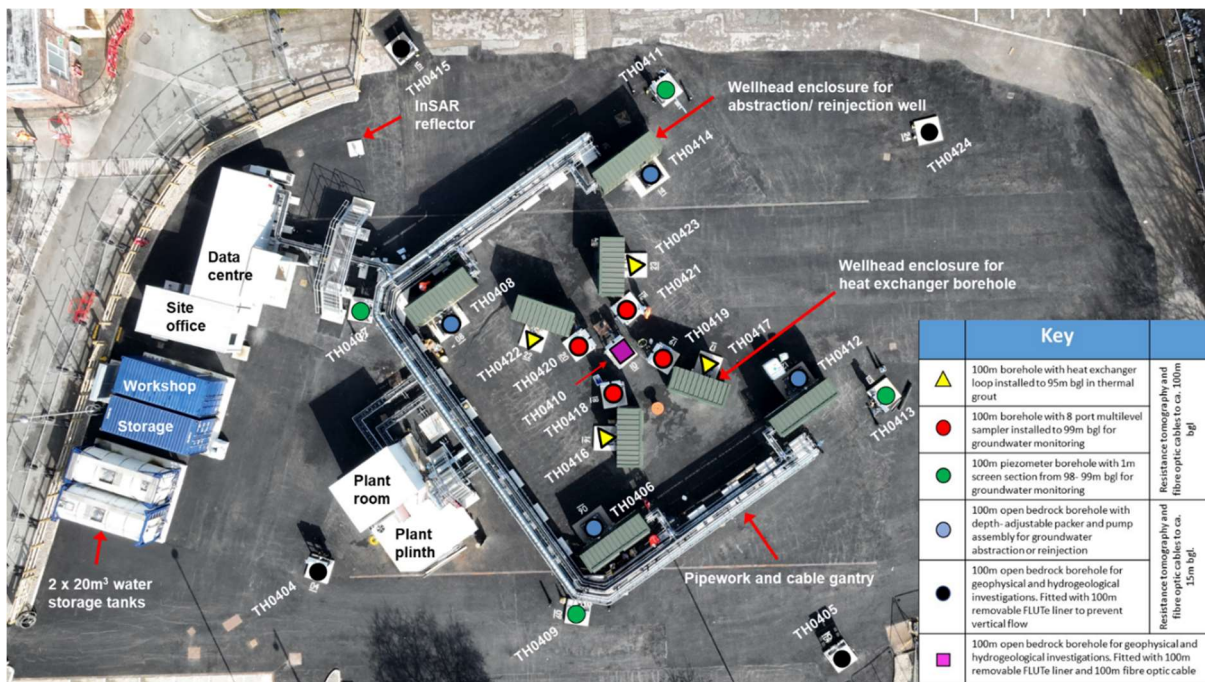 TH0415
TH0411
InSAR
reflector
Wellhead enclosure for
abstraction/ reinjection well
TH0414
TH0424
TH0423
Data
centre
TH0408
TH0421
Wellhead enclosure for
heat exchanger borehole
Site
office
TH0407
TH0422
TH0420
TH0419
TH0417
TH0412
TH0410
TH0413
Workshop
Storage
TH0418
TH0416
Plant
room
Plant
plinth
TH0406
2 x 20m³ water
storage tanks
TH0404
Pipework and cable gantry
TH0409
TH0405
Key
100m borehole with heat exchanger
loop installed to 95m bgl in thermal
grout
100m borehole with 8 port multilevel
sampler installed to 99m bgl for
groundwater monitoring
100m piezometer borehole with 1m
screen section from 98- 99m bgl for
groundwater monitoring
Resistance tomography and
fibre optic cables to ca. 100m
bgl
100m open bedrock borehole with
depth- adjustable packer and pump
assembly for groundwater
abstraction or reinjection
100m open bedrock borehole for
geophysical and hydrogeological
investigations. Fitted with 100m
removable FLUTe liner to prevent
vertical flow
Resistance tomography and
fibre optic cables to ca.
15m bgl.
100m open bedrock borehole for geophysical and
hydrogeological investigations. Fitted with 100m
removable FLUTe liner and 100m fibre optic cable